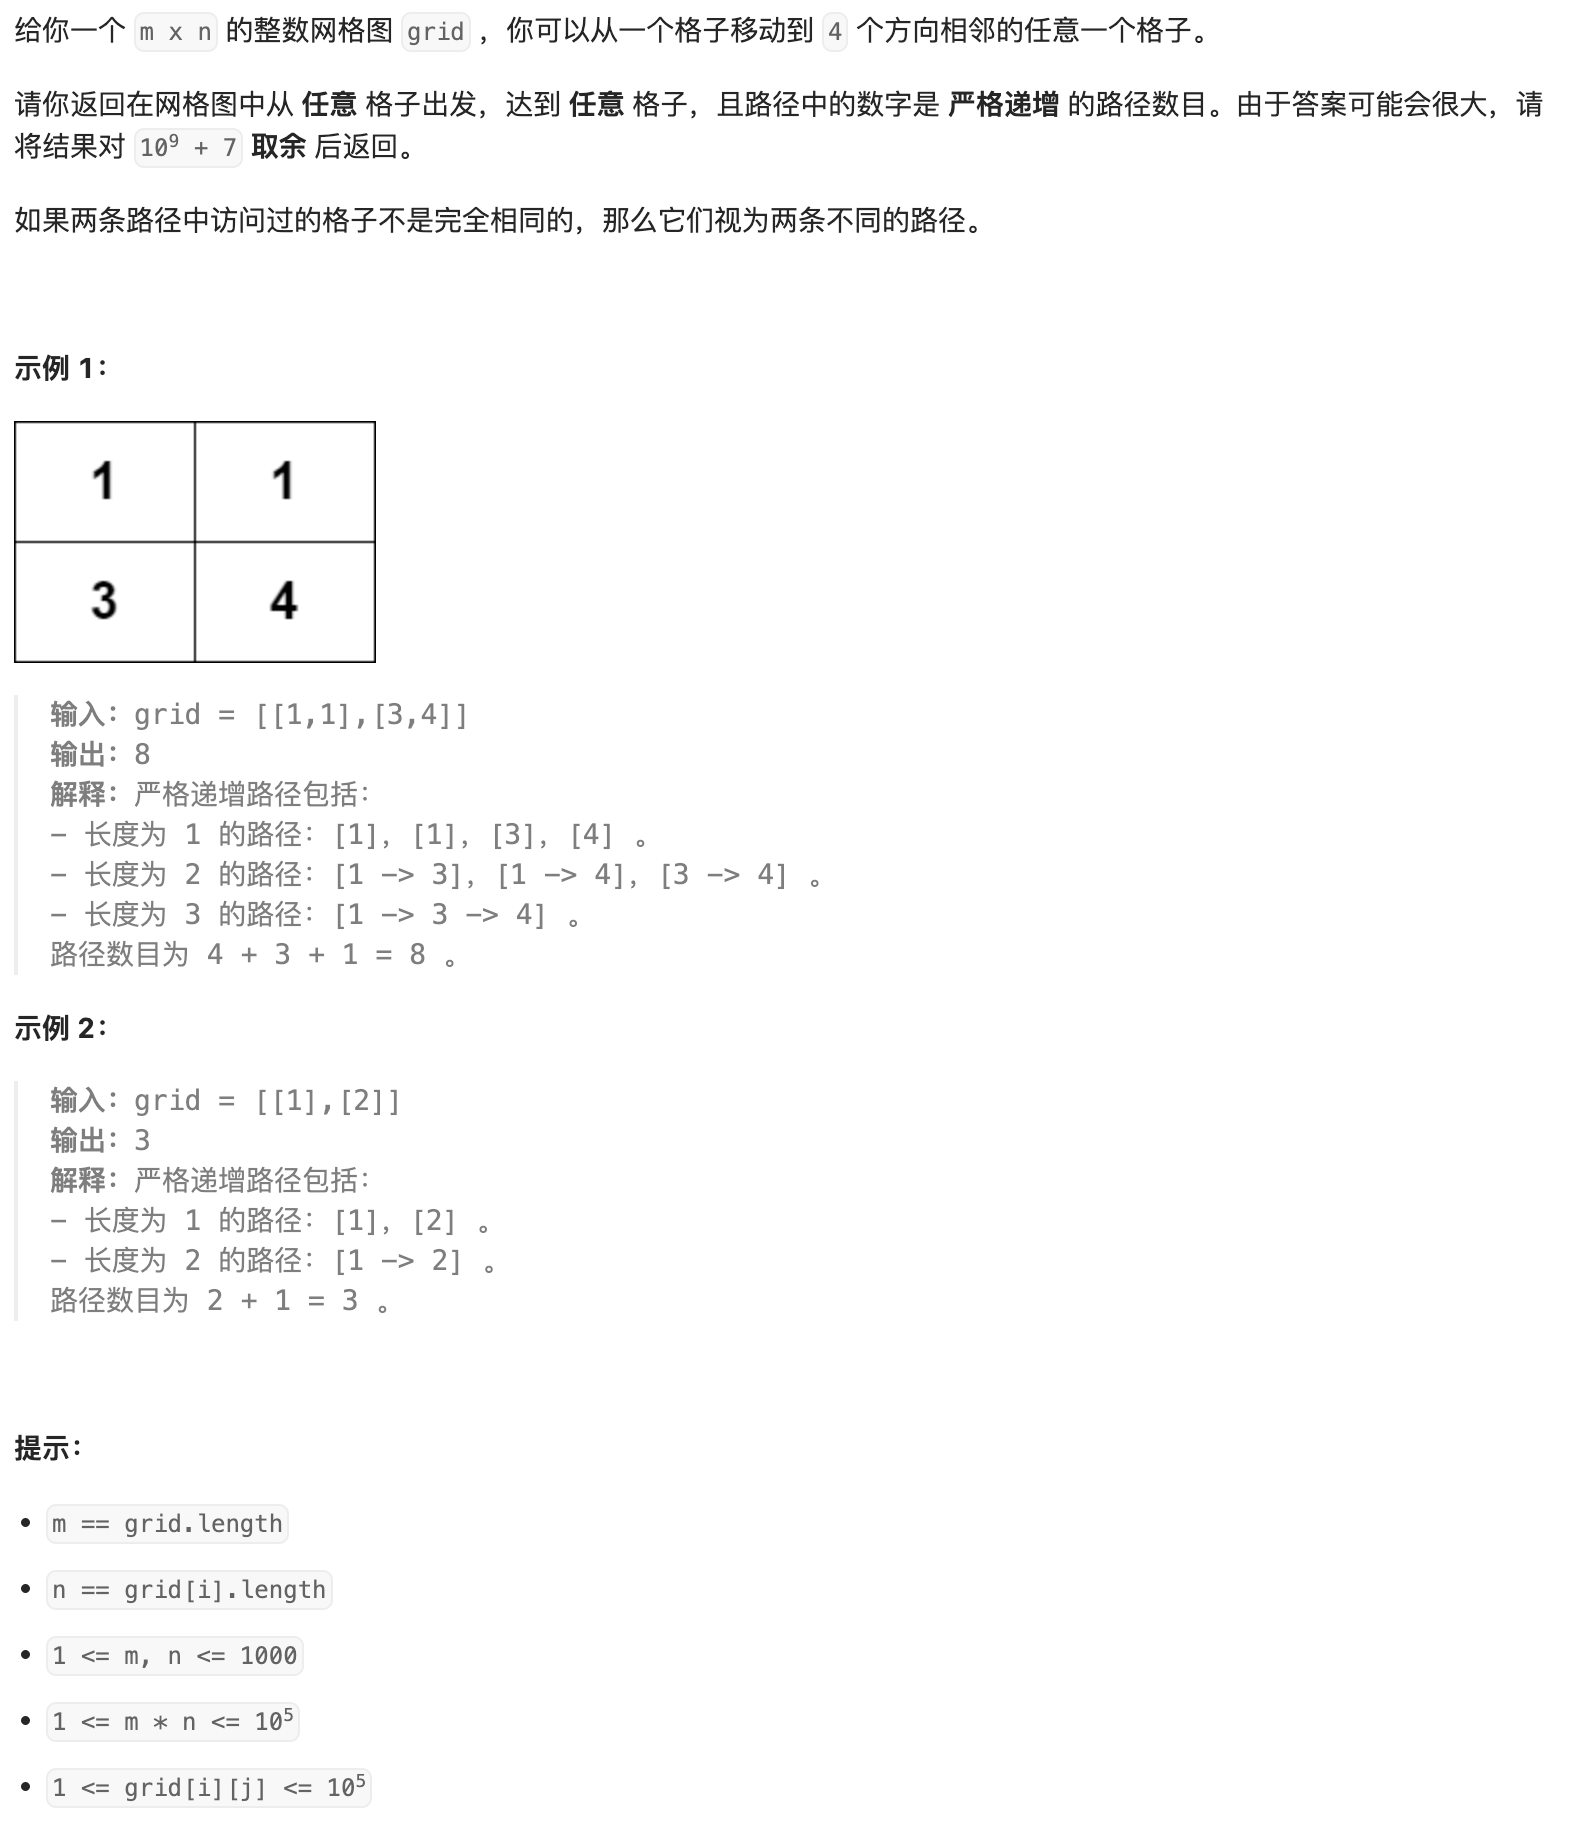 给你一个 m x n 的整数网格图 grid ，你可以从一个格子移动到 4 个方向相邻的任意一个格子。
请你返回在网格图中从 任意 格子出发，达到 任意 格子，且路径中的数字是 严格递增 的路径数目。由于答案可能会很大，请
将结果对 10⁹ + 7 取余 后返回。
如果两条路径中访问过的格子不是完全相同的，那么它们视为两条不同的路径。
示例 1：
1 1
3 4
输入：grid = [[1,1],[3,4]]
输出：8
解释：严格递增路径包括：
- 长度为 1 的路径：[1]，[1]，[3]，[4] 。
- 长度为 2 的路径：[1 -> 3]，[1 -> 4]，[3 -> 4] 。
- 长度为 3 的路径：[1 -> 3 -> 4] 。
路径数目为 4 + 3 + 1 = 8 。
示例 2：
输入：grid = [[1],[2]]
输出：3
解释：严格递增路径包括：
- 长度为 1 的路径：[1]，[2] 。
- 长度为 2 的路径：[1 -> 2] 。
路径数目为 2 + 1 = 3 。
提示：
• m == grid.length
• n == grid[i].length
• 1 <= m, n <= 1000
• 1 <= m * n <= 10⁵
• 1 <= grid[i][j] <= 10⁵